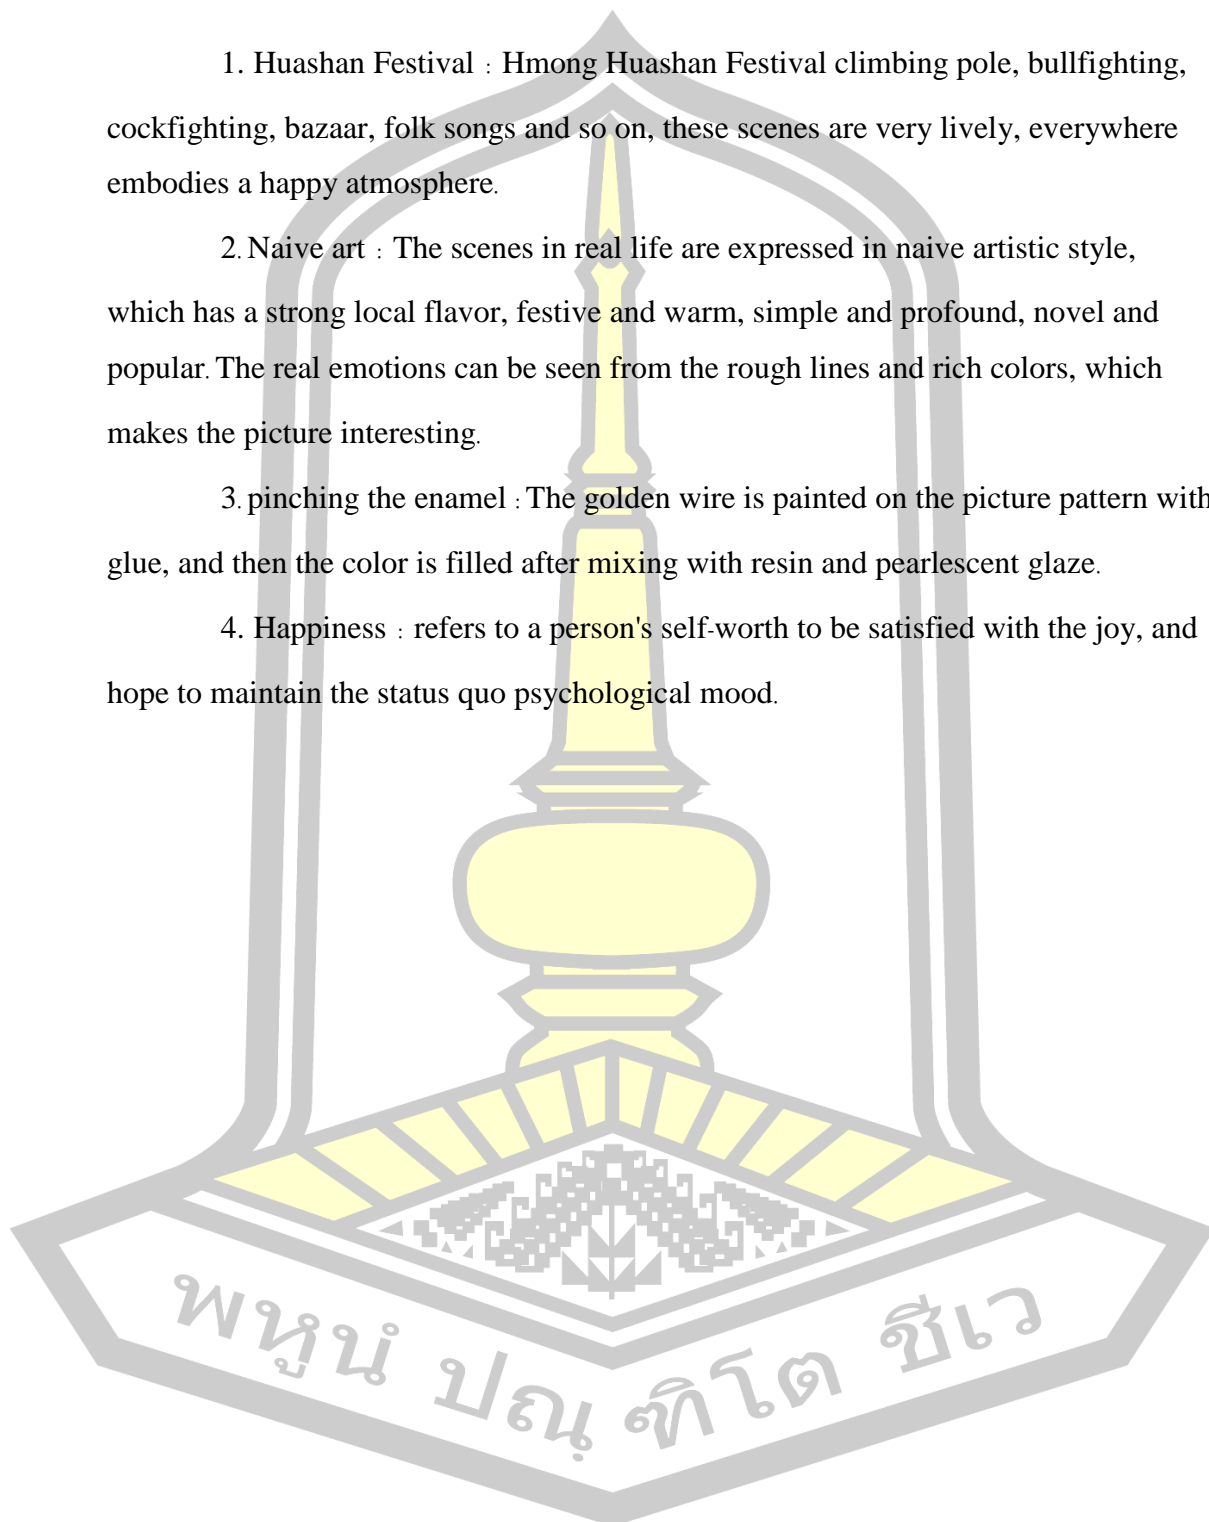 1. Huashan Festival : Hmong Huashan Festival climbing pole, bullfighting,
cockfighting, bazaar, folk songs and so on, these scenes are very lively, everywhere
embodies a happy atmosphere.
2. Naive art : The scenes in real life are expressed in naive artistic style,
which has a strong local flavor, festive and warm, simple and profound, novel and
popular. The real emotions can be seen from the rough lines and rich colors, which
makes the picture interesting.
3. pinching the enamel : The golden wire is painted on the picture pattern with
glue, and then the color is filled after mixing with resin and pearlescent glaze.
4. Happiness : refers to a person's self-worth to be satisfied with the joy, and
hope to maintain the status quo psychological mood.
พหูนํ ปณฺ ฑิโต ชีเว